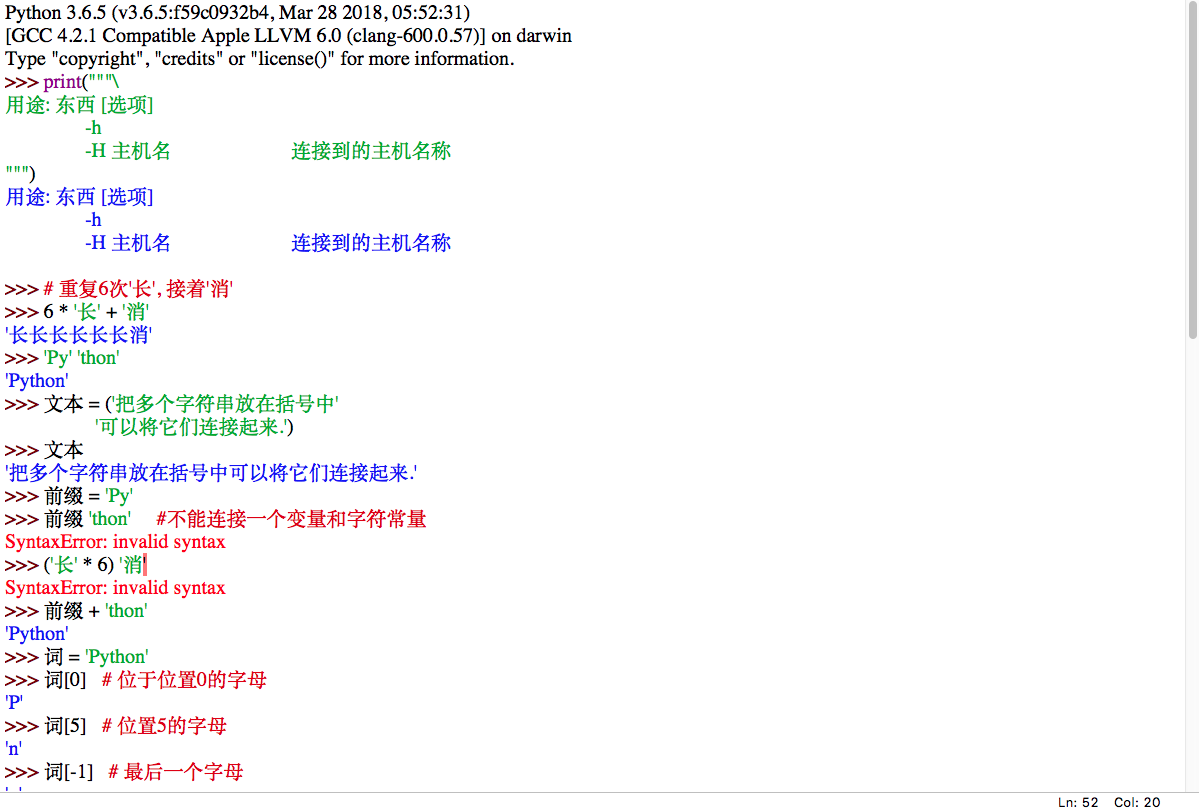 Python 3.6.5 (v3.6.5:f59c0932b4, Mar 28 2018, 05:52:31)
[GCC 4.2.1 Compatible Apple LLVM 6.0 (clang-600.0.57)] on darwin
Type "copyright", "credits" or "license()" for more information.
>>> print("""\
用途: 东西 [选项]
-h
-H 主机名 连接到的主机名称
""")
用途: 东西 [选项]
-h
-H 主机名 连接到的主机名称
>>> # 重复6次'长', 接着'消'
>>> 6 * '长' + '消'
'长长长长长长消'
>>> 'Py' 'thon'
'Python'
>>> 文本 = ('把多个字符串放在括号中'
'可以将它们连接起来.')
>>> 文本
'把多个字符串放在括号中可以将它们连接起来.'
>>> 前缀 = 'Py'
>>> 前缀 'thon' #不能连接一个变量和字符常量
SyntaxError: invalid syntax
>>> ('长' * 6) '消'
SyntaxError: invalid syntax
>>> 前缀 + 'thon'
'Python'
>>> 词 = 'Python'
>>> 词[0] # 位于位置0的字母
'P'
>>> 词[5] # 位置5的字母
'n'
>>> 词[-1] # 最后一个字母
Ln: 52 Col: 20